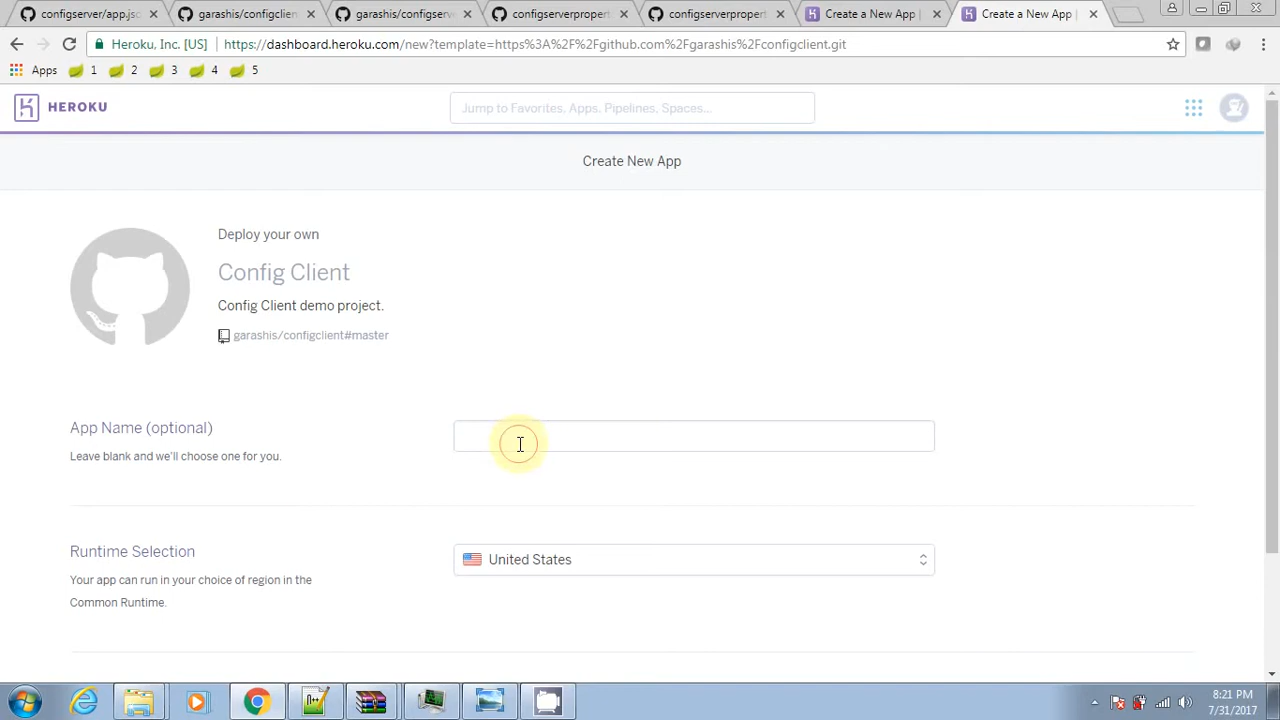 configserver/app.jsc
garashis/configclien
garashis/configserve
configserverpropert
configserverpropert
Create a New App |
Create a New App |
Heroku, Inc. [US] https://dashboard.heroku.com/new?template=https%3A%2F%2Fgithub.com%2Fgarashis%2Fconfigclient.git
Apps 1 2 3 4 5
HEROKU
Jump to Favorites, Apps, Pipelines, Spaces...
Create New App
Deploy your own
Config Client
Config Client demo project.
garashis/configclient#master
App Name (optional)
Leave blank and we'll choose one for you.
Runtime Selection
United States
Your app can run in your choice of region in the
Common Runtime.
8:21 PM
7/31/2017